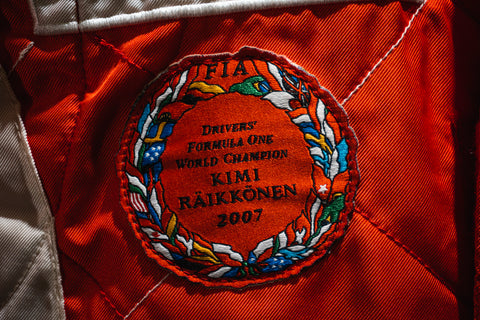 FIA
DRIVERS'
FORMULA ONE
WORLD CHAMPION
KIMI
RÄIKKÖNEN
2007